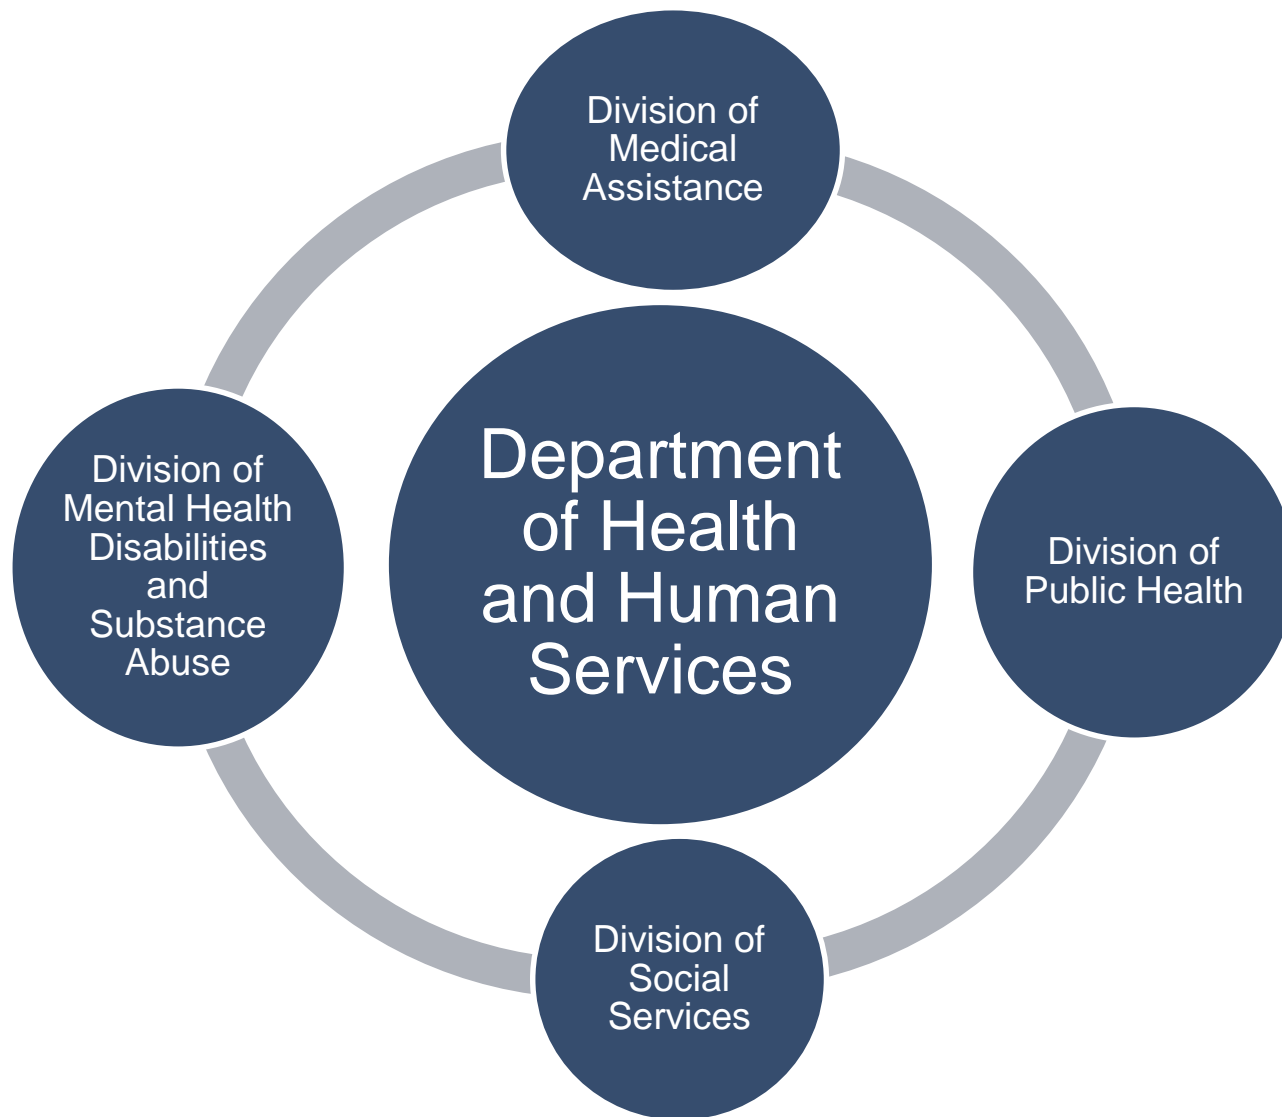 Division of
Medical
Assistance
Department
of Health
and Human
Services
Division of
Mental Health
Disabilities
and
Substance
Abuse
Division of
Public Health
Division of
Social
Services